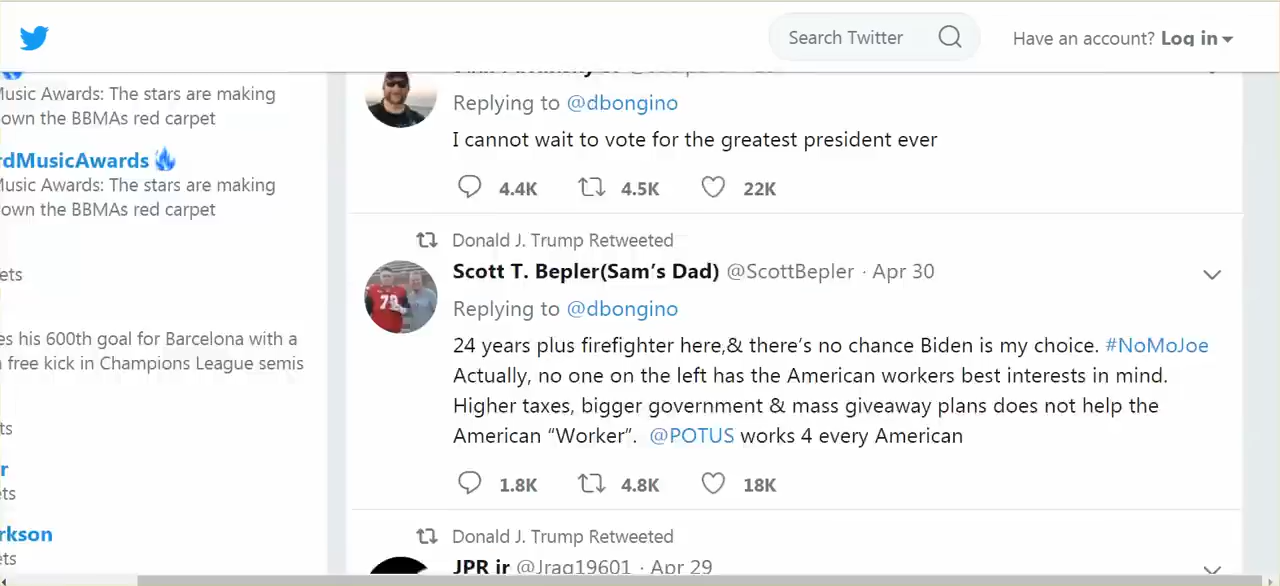 Search Twitter
Have an account? Log in
Music Awards: The stars are making
own the BBMAs red carpet
rdMusicAwards
Music Awards: The stars are making
own the BBMAs red carpet
ets
es his 600th goal for Barcelona with a
free kick in Champions League semis
ts
r
ets
rkson
ets
Replying to @dbongino
I cannot wait to vote for the greatest president ever
4.4K 4.5K 22K
Donald J. Trump Retweeted
Scott T. Bepler(Sam’s Dad) @ScottBepler · Apr 30
Replying to @dbongino
24 years plus firefighter here,& there’s no chance Biden is my choice. #NoMoJoe
Actually, no one on the left has the American workers best interests in mind.
Higher taxes, bigger government & mass giveaway plans does not help the
American “Worker”. @POTUS works 4 every American
1.8K 4.8K 18K
Donald J. Trump Retweeted
JPR jr @Jrag19601 · Apr 29